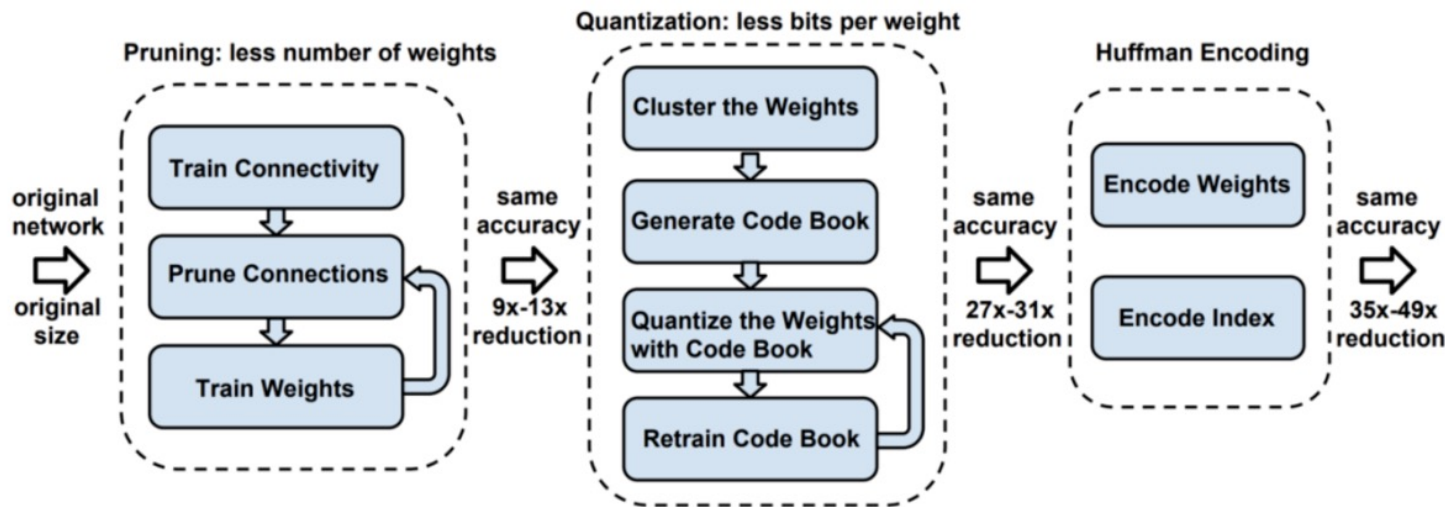 Quantization: less bits per weight
Pruning: less number of weights
Huffman Encoding
original
network
original
size
Train Connectivity
Prune Connections
Train Weights
same
accuracy
9x-13x
reduction
Cluster the Weights
Generate Code Book
Quantize the Weights
with Code Book
Retrain Code Book
same
accuracy
27x-31x
reduction
Encode Weights
Encode Index
same
accuracy
35x-49x
reduction